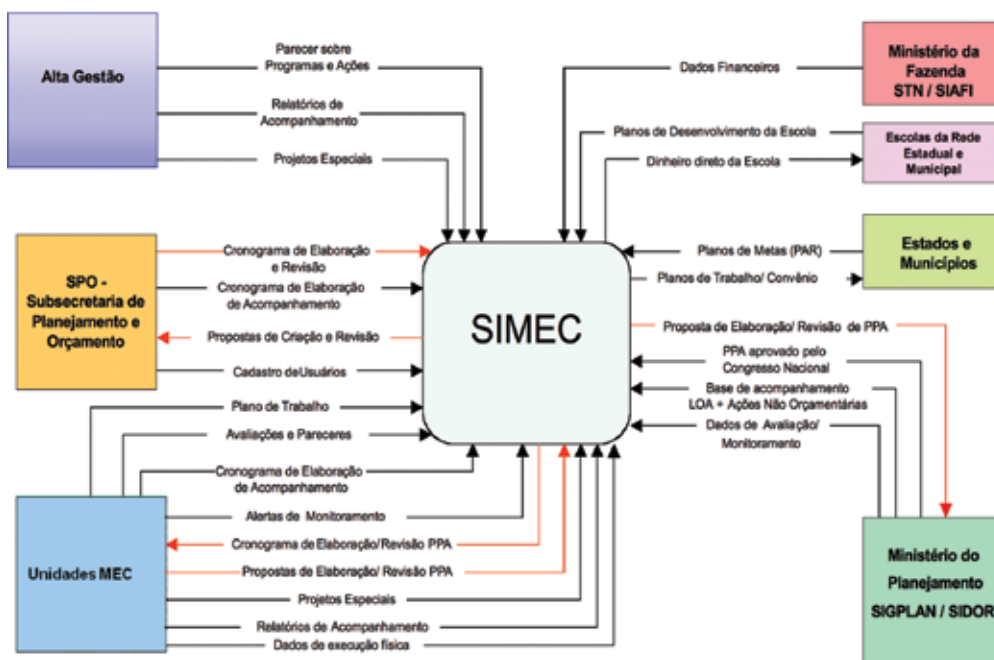 Alta Gestão
Parecer sobre
Programas e Ações
Relatórios de
Acompanhamento
Projetos Especiais
Dados Financeiros
Ministério da
Fazenda
STN / SIAFI
Planos de Desenvolvimento da Escola
Dinheiro direto da Escola
Escolas da Rede
Estadual e
Municipal
SPO -
Subsecretaria de
Planejamento e
Orçamento
Cronograma de Elaboração
e Revisão
Cronograma de Elaboração
de Acompanhamento
Propostas de Criação e Revisão
Cadastro de Usuários
SIMEC
Planos de Metas (PAR)
Planos de Trabalho/ Convênio
Estados e
Municípios
Proposta de Elaboração/ Revisão de PPA
PPA aprovado pelo
Congresso Nacional
Base de acompanhamento
LOA + Ações Não Orçamentárias
Dados de Avaliação/
Monitoramento
Plano de Trabalho
Avaliações e Pareceres
Cronograma de Elaboração
de Acompanhamento
Alertas de Monitoramento
Cronograma de Elaboração/Revisão PPA
Propostas de Elaboração/ Revisão PPA
Projetos Especiais
Relatórios de Acompanhamento
Dados de execução física
Unidades MEC
Ministério do
Planejamento
SIGPLAN / SIDOR